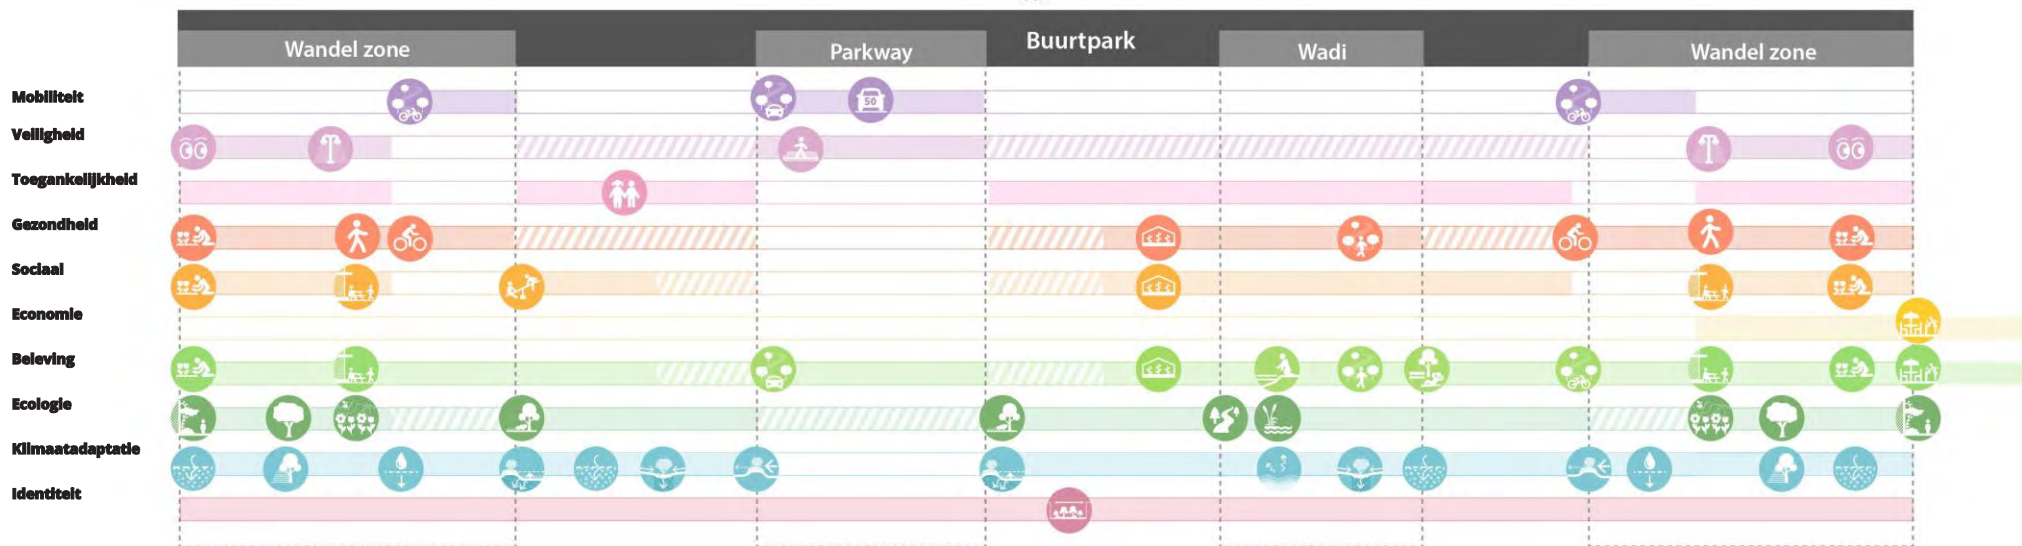 Buurtpark
Wandel zone
Parkway
Wadi
Wandel zone
Mobiliteit
50
Veiligheid
Toegankelijkheid
Gezondheid
Sociaal
Economie
Beleving
Ecologie
Klimaatadaptatie
Identiteit